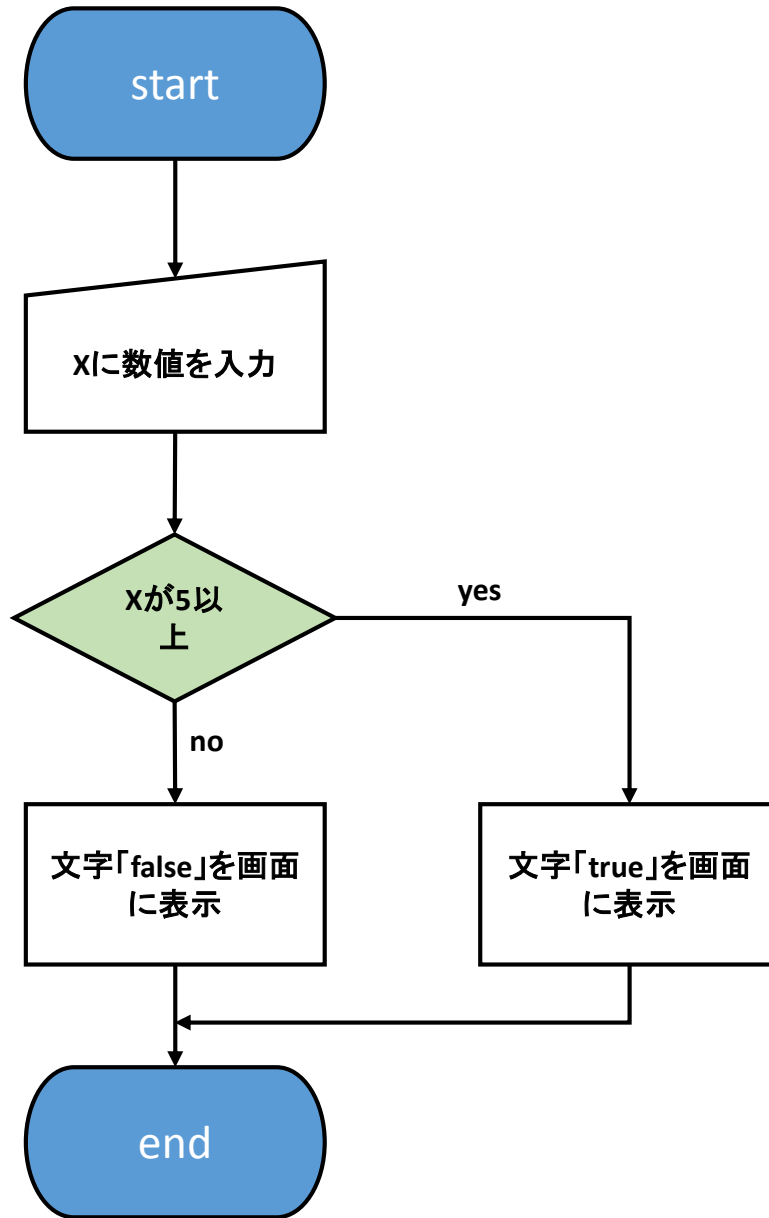 start
Xに数値を入力
Xが5以
上
yes
no
文字｢false｣を画面
に表示
文字｢true｣を画面
に表示
end